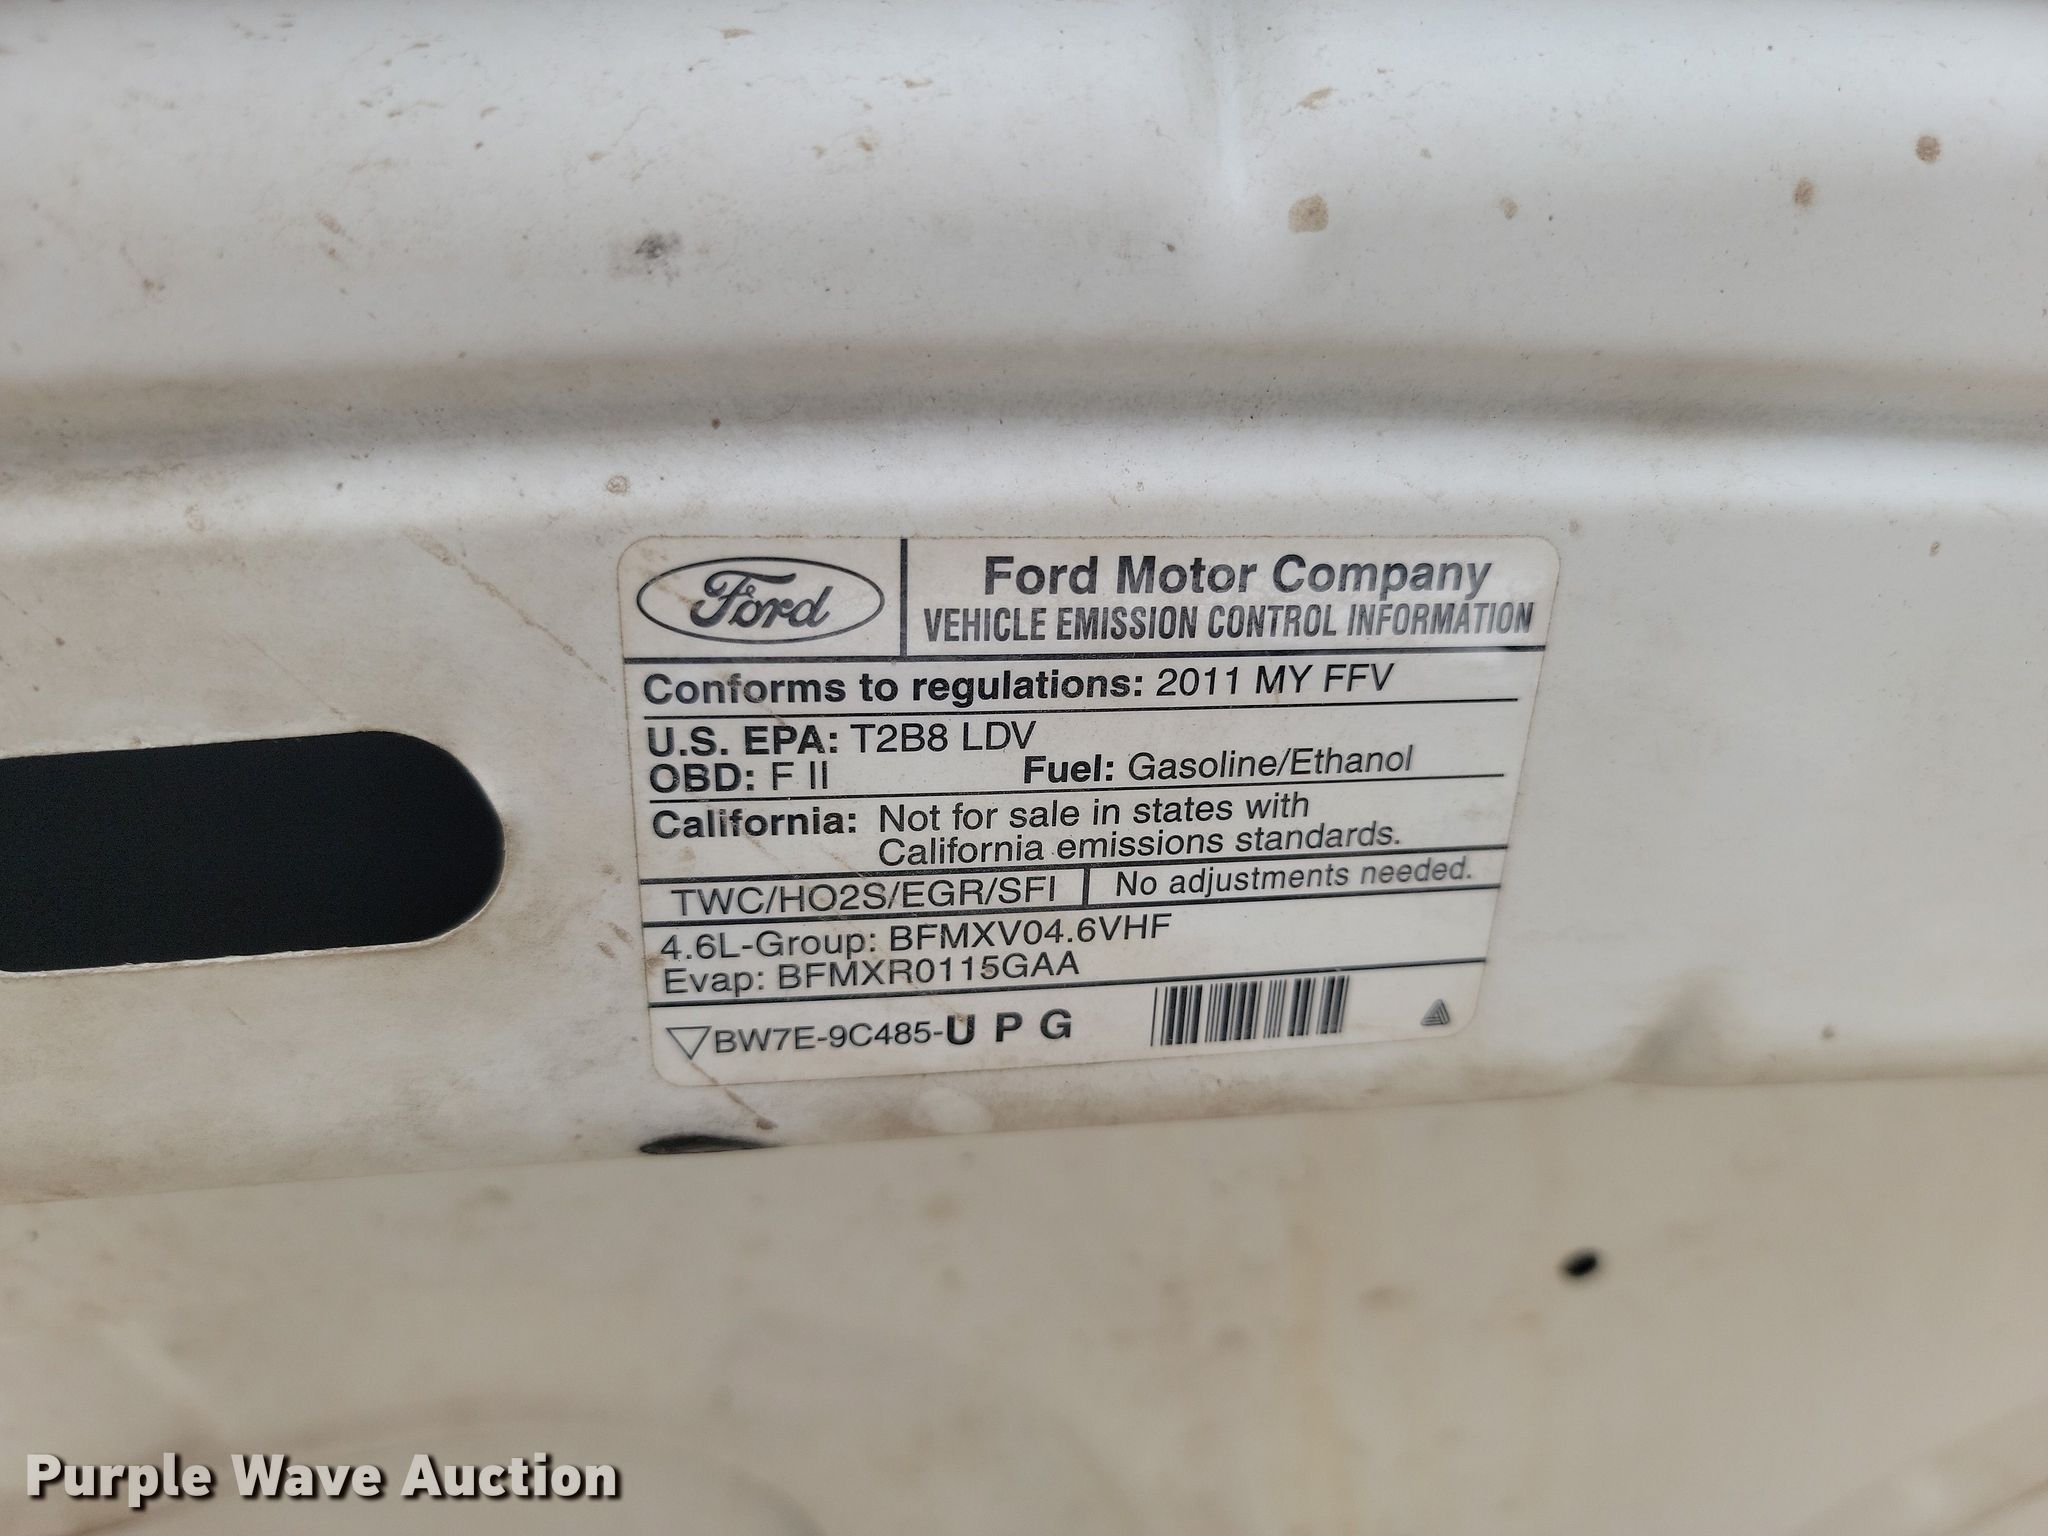 Ford
Ford Motor Company
VEHICLE EMISSION CONTROL INFORMATION
Conforms to regulations: 2011 MY FFV
U.S. EPA: T2B8 LDV
OBD: F II Fuel: Gasoline/Ethanol
California: Not for sale in states with
California emissions standards.
TWC/HO2S/EGR/SFI No adjustments needed.
4.6L-Group: BFMXV04.6VHF
Evap: BFMXR0115GAA
BW7E-9C485-U P G
Purple Wave Auction